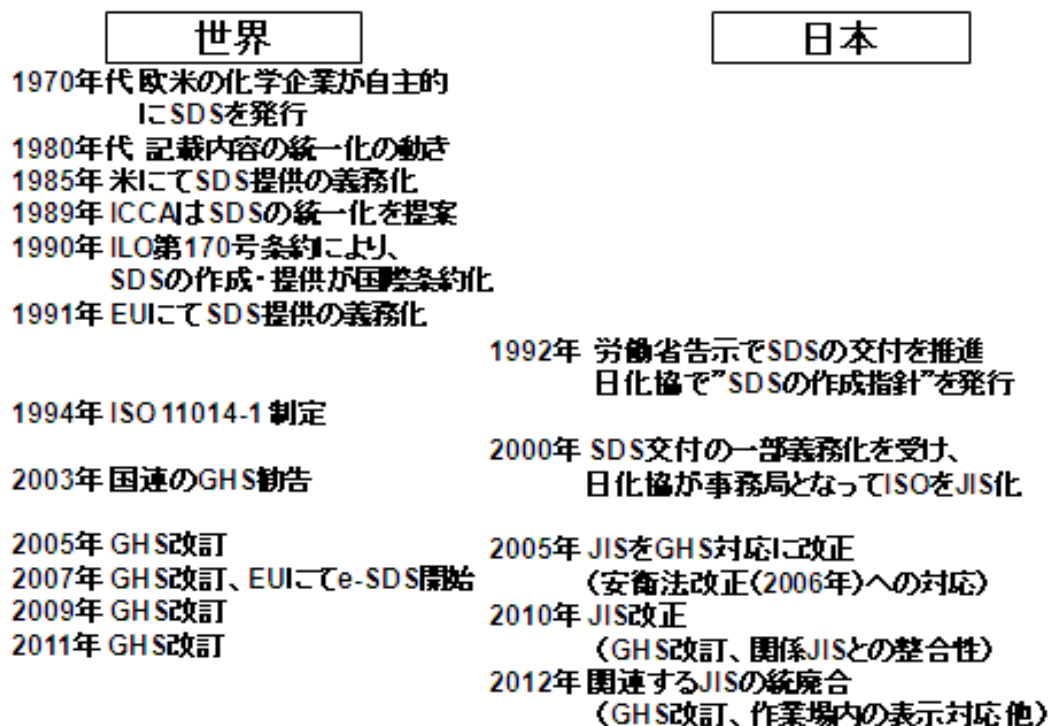 世界
1970年代 欧米の化学企業が自主的
にSDSを発行
1980年代 記載内容の統一化の動き
1985年 米にてSDS提供の義務化
1989年 ICCAはSDSの統一化を提案
1990年 ILO第170号条約により、
SDSの作成・提供が国際条約化
1991年 EUにてSDS提供の義務化
1994年 ISO 11014-1 制定
2003年 国連のGHS勧告
2005年 GHS改訂
2007年 GHS改訂、EUにてe-SDS開始
2009年 GHS改訂
2011年 GHS改訂
日本
1992年 労働省告示でSDSの交付を推進
日化協で”SDSの作成指針”を発行
2000年 SDS交付の一部義務化を受け、
日化協が事務局となってISOをJIS化
2005年 JISをGHS対応に改正
（安衛法改正(2006年)への対応）
2010年 JIS改正
（GHS改訂、関係JISとの整合性）
2012年 関連するJISの統廃合
（GHS改訂、作業場内の表示対応他）